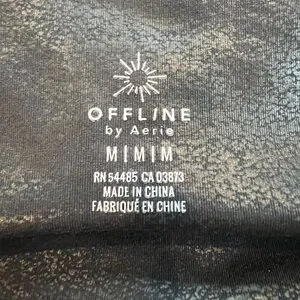 OFFLINE
by Aerie
M | M | M
RN 54485 CA 03873
MADE IN CHINA
FABRIQUÉ EN CHINE